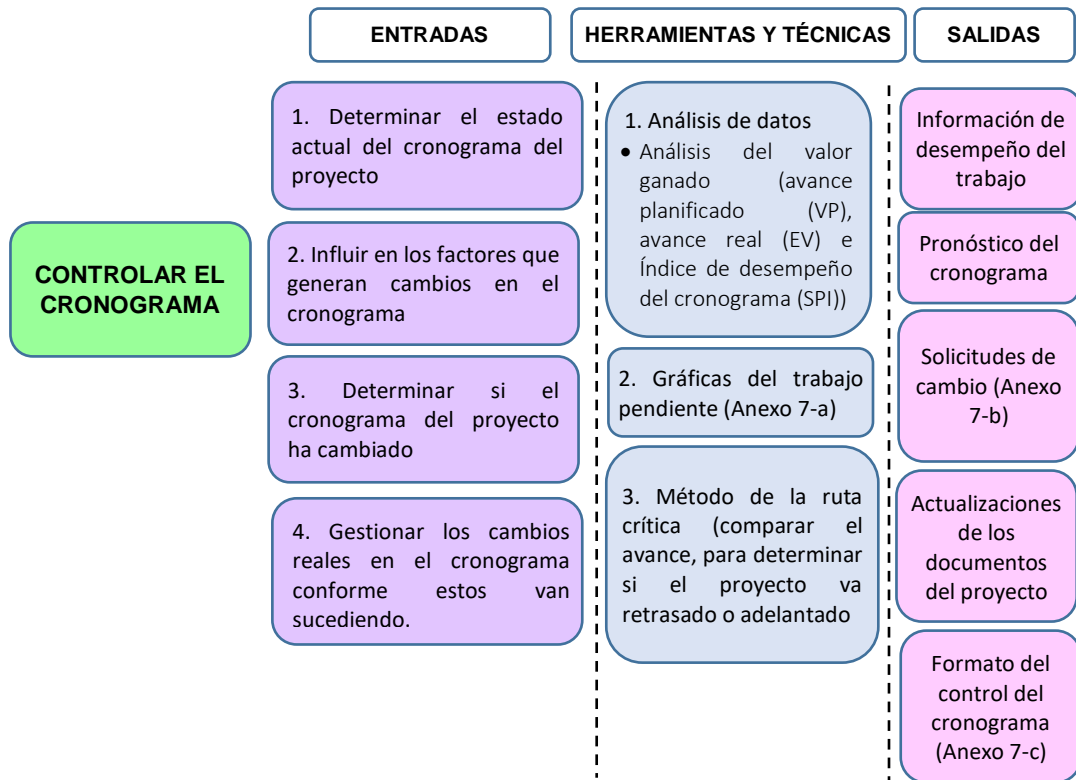 ENTRADAS
HERRAMIENTAS Y TÉCNICAS
SALIDAS
CONTROLAR EL
CRONOGRAMA
1. Determinar el estado
actual del cronograma del
proyecto
2. Influir en los factores que
generan cambios en el
cronograma
3. Determinar si el
cronograma del proyecto
ha cambiado
4. Gestionar los cambios
reales en el cronograma
conforme estos van
sucediendo.
1. Análisis de datos
• Análisis del valor
ganado (avance
planificado (VP),
avance real (EV) e
Índice de desempeño
del cronograma (SPI))
2. Gráficas del trabajo
pendiente (Anexo 7-a)
3. Método de la ruta
crítica (comparar el
avance, para determinar
si el proyecto va
retrasado o adelantado
Información de
desempeño del
trabajo
Pronóstico del
cronograma
Solicitudes de
cambio (Anexo
7-b)
Actualizaciones
de los
documentos
del proyecto
Formato del
control del
cronograma
(Anexo 7-c)